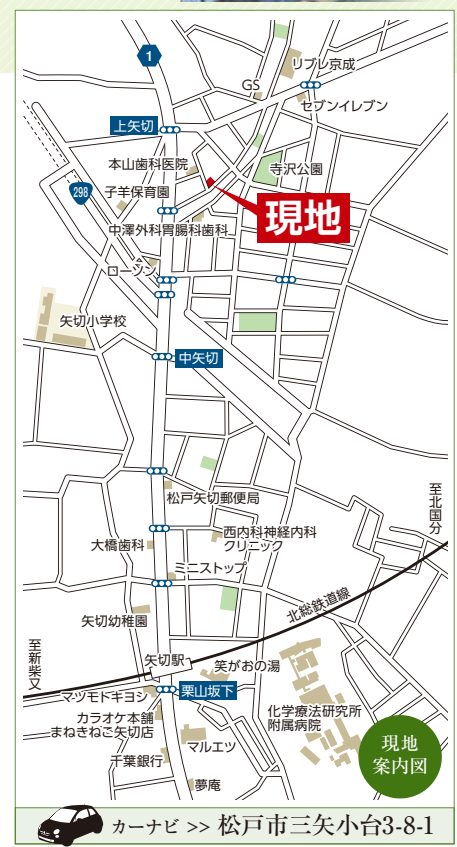 1
リブレ京成
GS
セブンイレブン
上矢切
本山歯科医院
寺沢公園
298
子羊保育園
現地
中澤外科胃腸科歯科
ローソン
矢切小学校
中矢切
松戸矢切郵便局
至北国分
大橋歯科
西内科神経内科
クリニック
ミニストップ
北総鉄道線
矢切幼稚園
至新柴又
矢切駅
笑がおの湯
マツモトキヨシ
栗山坂下
カラオケ本舗
まねきねこ矢切店
化学療法研究所
附属病院
マルエツ
千葉銀行
夢庵
現地
案内図
カーナビ >> 松戸市三矢小台3-8-1